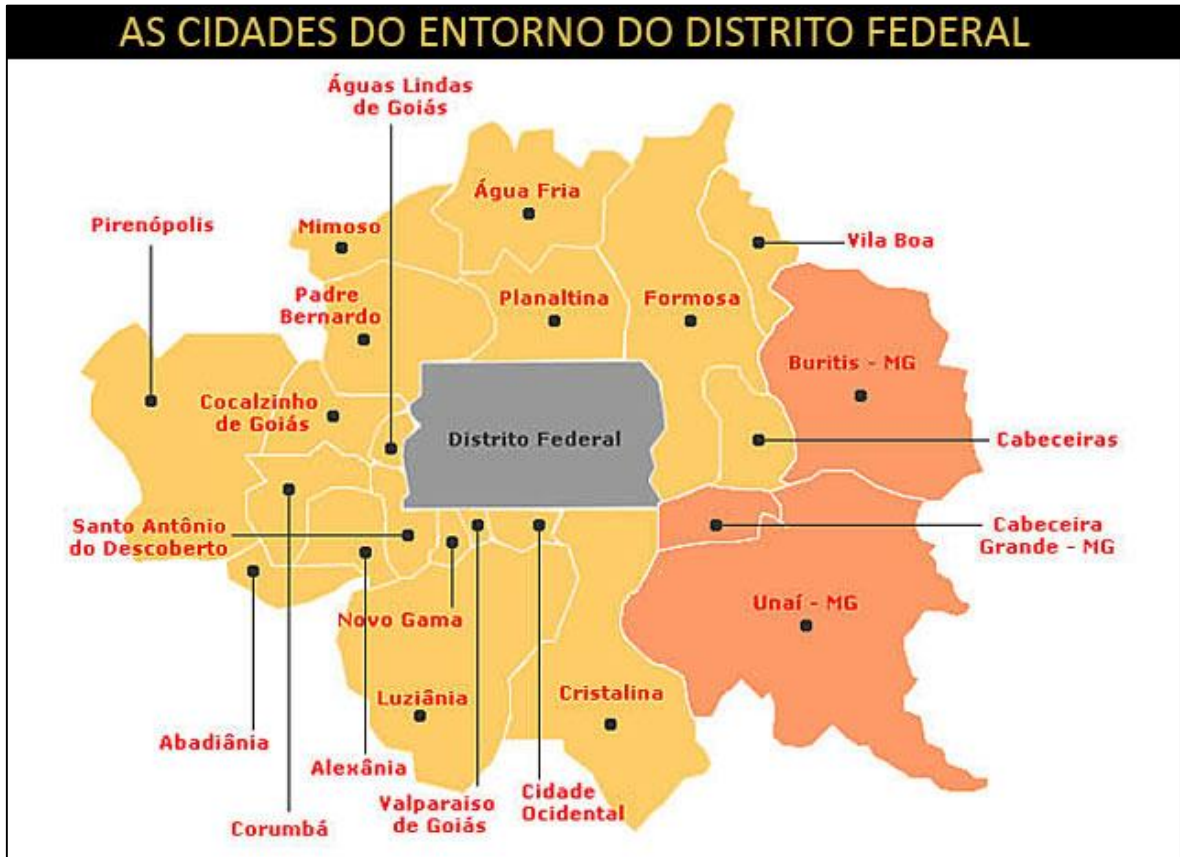 AS CIDADES DO ENTORNO DO DISTRITO FEDERAL
Águas Lindas
de Goiás
Água Fria
Pirenópolis
Mimoso
Vila Boa
Padre
Bernardo
Planaltina
Formosa
Buritis - MG
Cocalzinho
de Goiás
Distrito Federal
Cabeceiras
Santo Antônio
do Descoberto
Cabeceira
Grande - MG
Unaí - MG
Novo Gama
Luziânia
Cristalina
Abadiânia
Alexânia
Cidade
Ocidental
Valparaiso
de Goiás
Corumbá